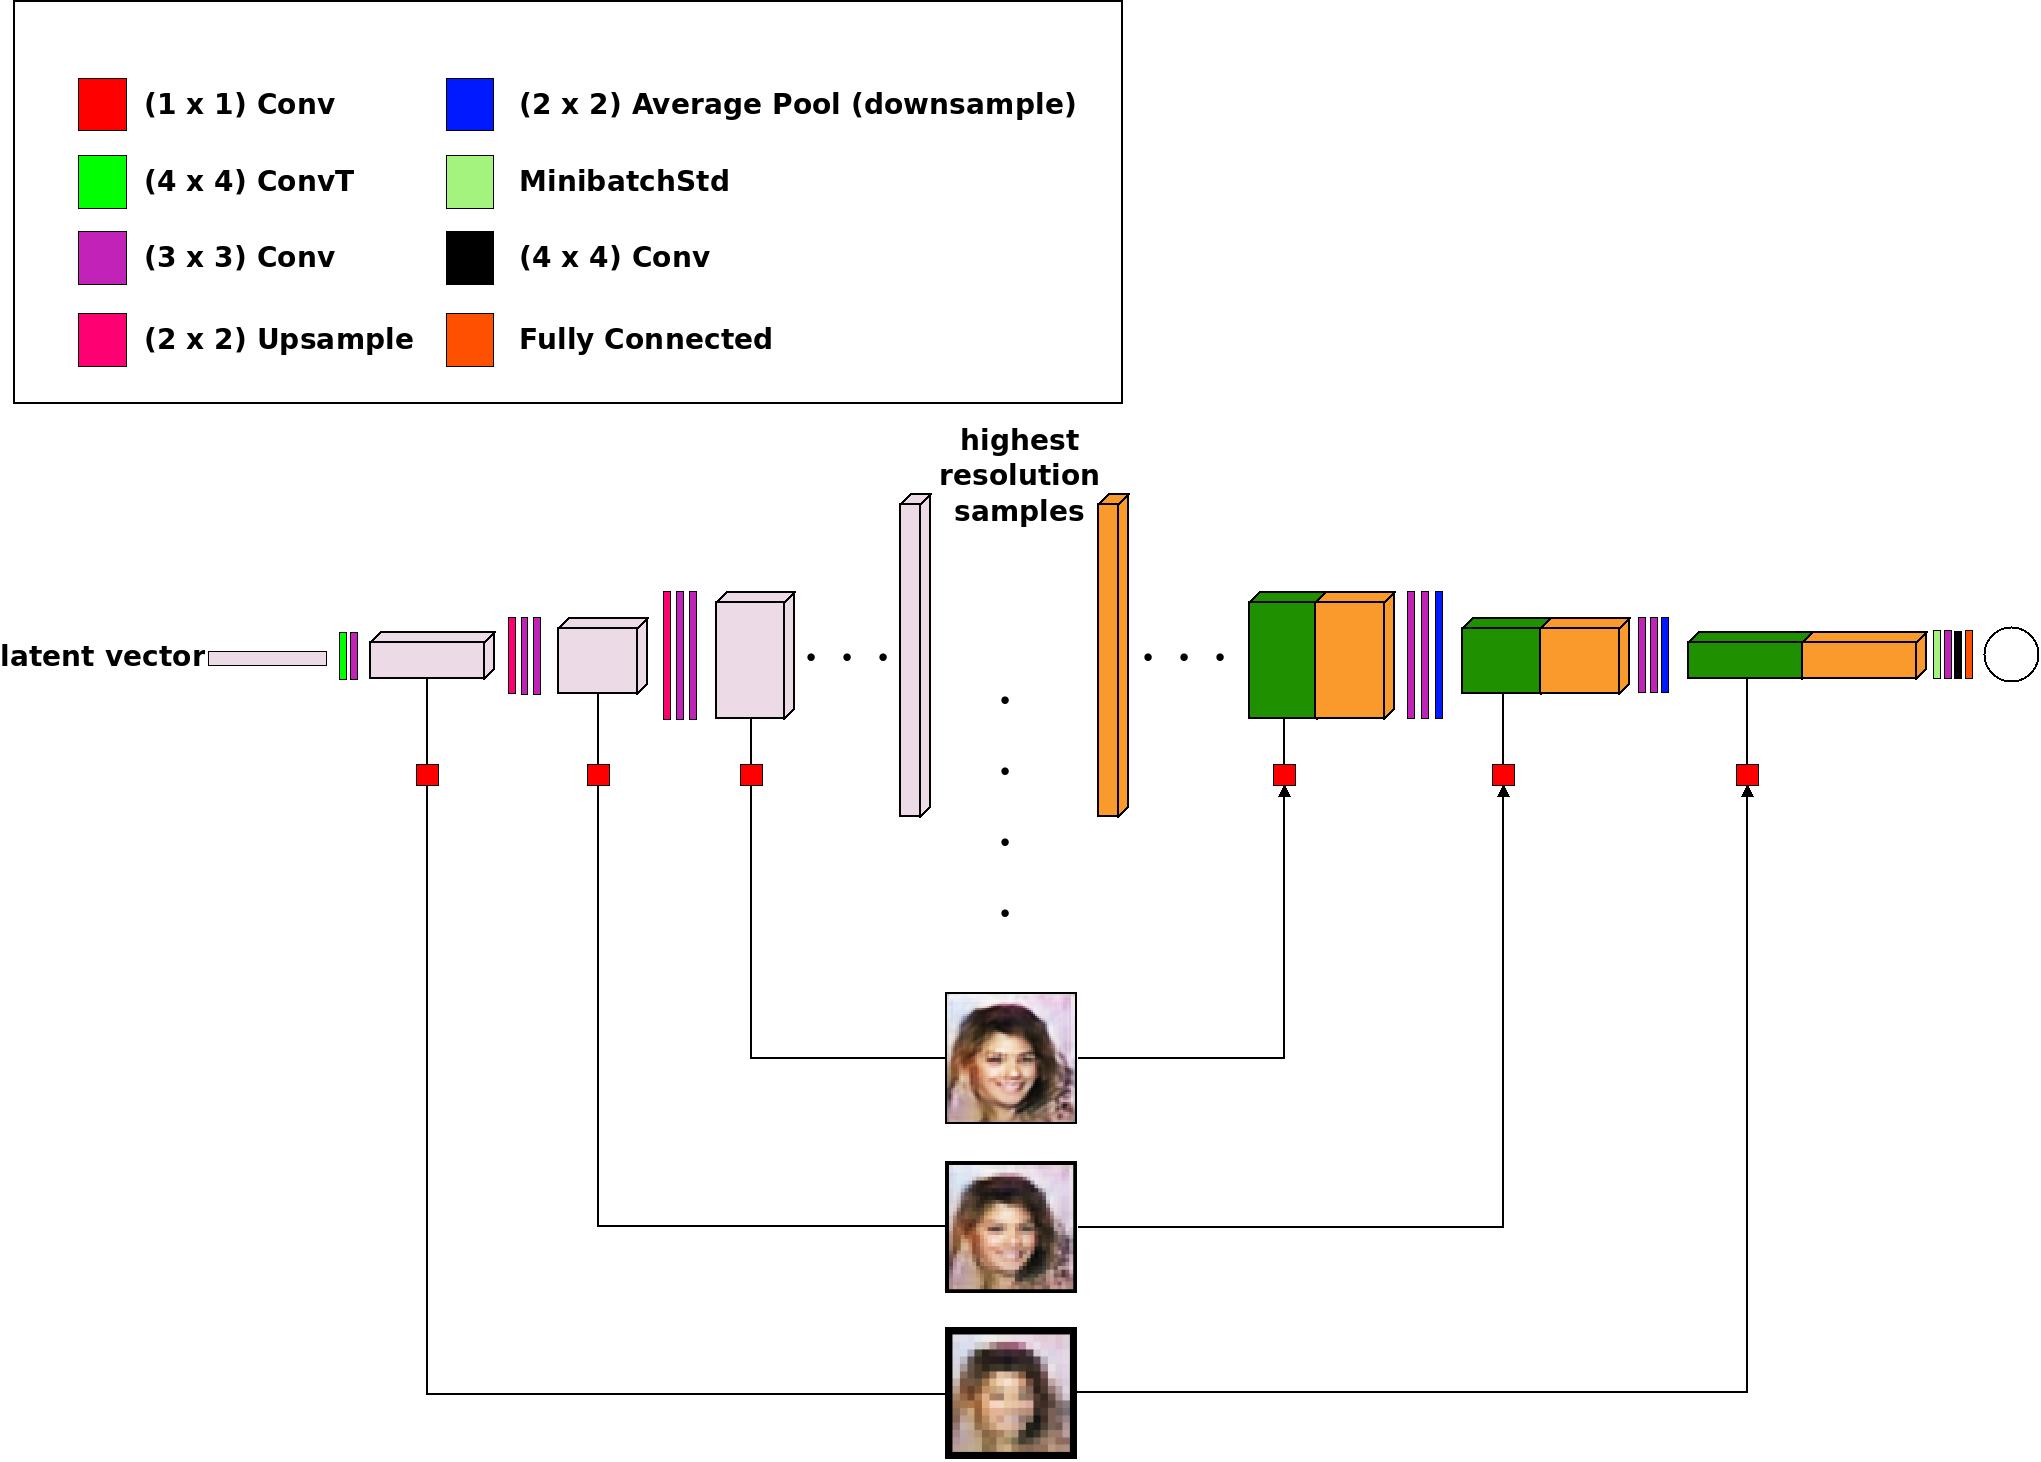 (1 x 1) Conv
(2 x 2) Average Pool (downsample)
(4 x 4) ConvT
MinibatchStd
(3 x 3) Conv
(4 x 4) Conv
(2 x 2) Upsample
Fully Connected
highest
resolution
samples
latent vector